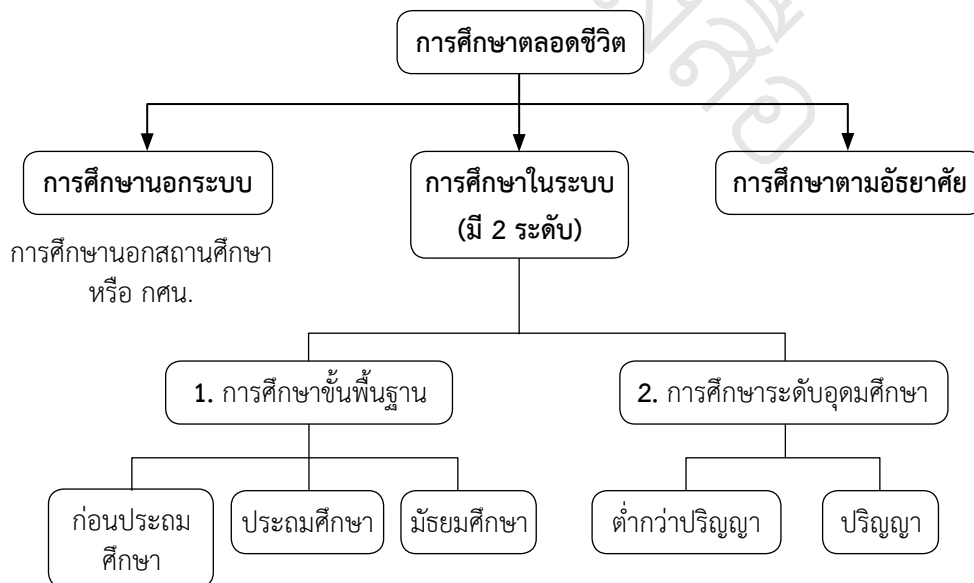 การศึกษาตลอดชีวิต
การศึกษานอกระบบ
การศึกษาในระบบ
(มี 2 ระดับ)
การศึกษาตามอัธยาศัย
การศึกษานอกสถานศึกษา
หรือ กศน.
1. การศึกษาขั้นพื้นฐาน
2. การศึกษาระดับอุดมศึกษา
ก่อนประถม
ศึกษา
ประถมศึกษา
มัธยมศึกษา
ต่ำกว่าปริญญา
ปริญญา